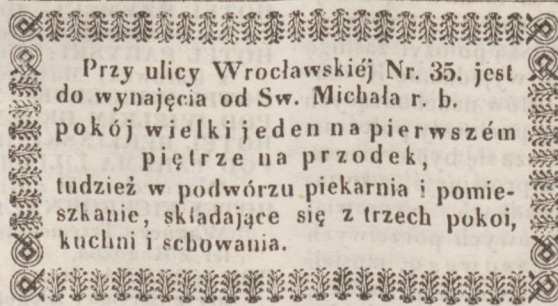 Przy ulicy Wrocławskiéj Nr. 35. jest
do wynajęcia od Sw. Michała r. b.
pokój wielki jeden na pierwszém
piętrze na przodek,
tudzież w podwórzu piekarnia i pomie-
szkanie, składające się z trzech pokoi,
kuchni i schowania.